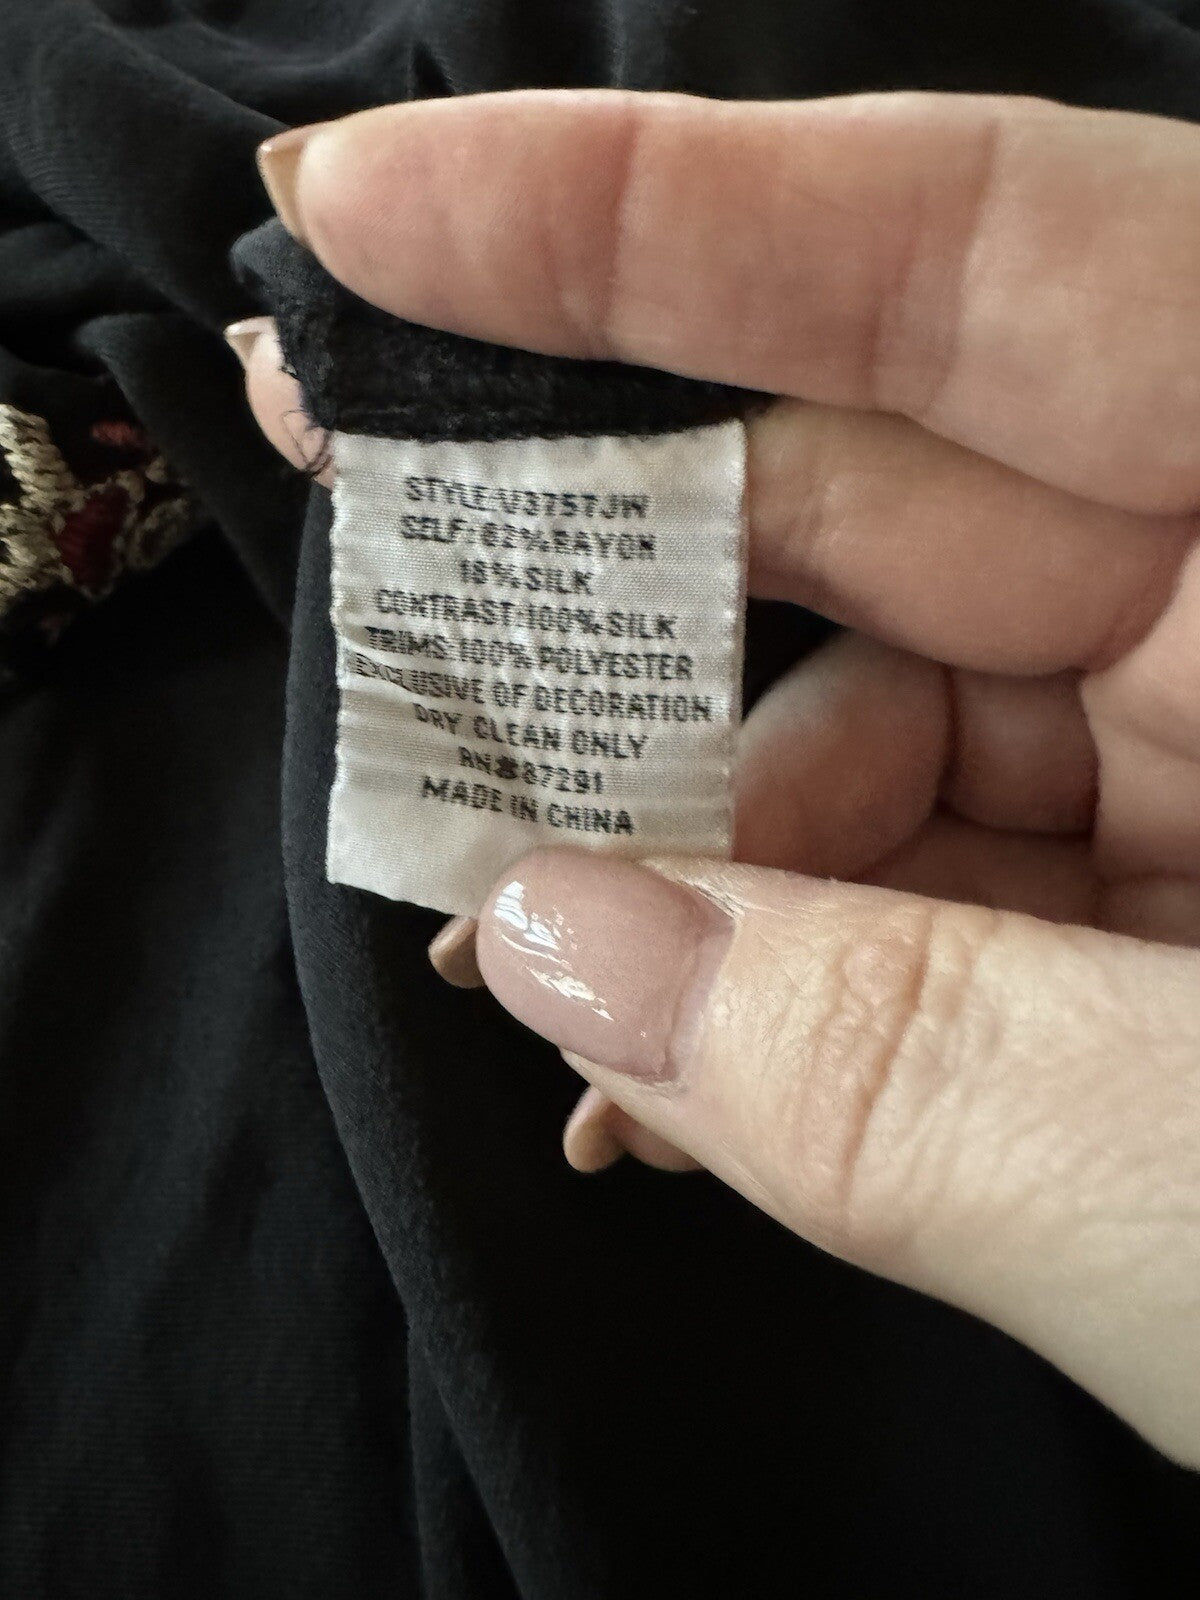 STYLE:V3757JW
SELF:82%RAYON
18%SILK
CONTRAST:100%SILK
TRIMS:100%POLYESTER
EXCLUSIVE OF DECORATION
DRY CLEAN ONLY
RN#87291
MADE IN CHINA